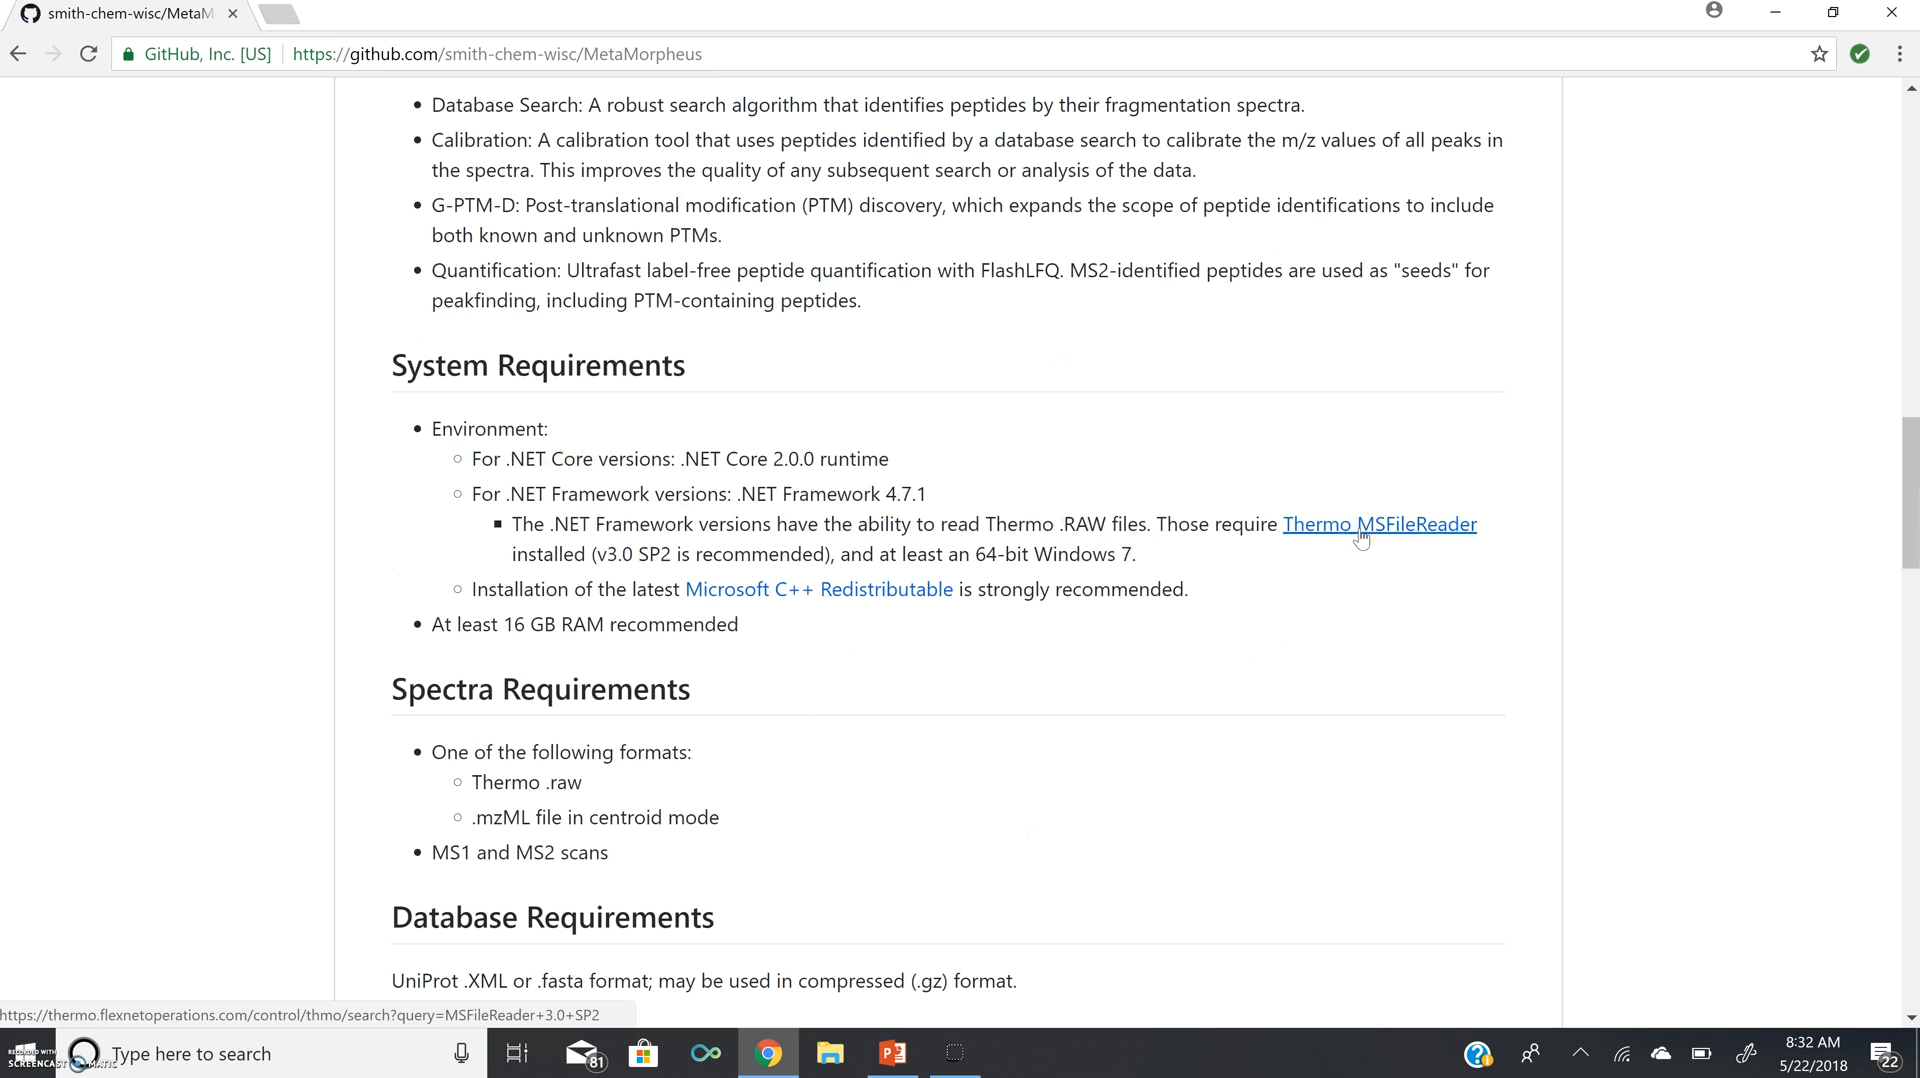 smith-chem-wisc/MetaM
GitHub, Inc. [US] https://github.com/smith-chem-wisc/MetaMorpheus
• Database Search: A robust search algorithm that identifies peptides by their fragmentation spectra.
• Calibration: A calibration tool that uses peptides identified by a database search to calibrate the m/z values of all peaks in
the spectra. This improves the quality of any subsequent search or analysis of the data.
• G-PTM-D: Post-translational modification (PTM) discovery, which expands the scope of peptide identifications to include
both known and unknown PTMs.
• Quantification: Ultrafast label-free peptide quantification with FlashLFQ. MS2-identified peptides are used as "seeds" for
peakfinding, including PTM-containing peptides.
System Requirements
• Environment:
○ For .NET Core versions: .NET Core 2.0.0 runtime
○ For .NET Framework versions: .NET Framework 4.7.1
▪ The .NET Framework versions have the ability to read Thermo .RAW files. Those require Thermo MSFileReader
installed (v3.0 SP2 is recommended), and at least an 64-bit Windows 7.
○ Installation of the latest Microsoft C++ Redistributable is strongly recommended.
• At least 16 GB RAM recommended
Spectra Requirements
• One of the following formats:
○ Thermo .raw
○ .mzML file in centroid mode
• MS1 and MS2 scans
Database Requirements
UniProt .XML or .fasta format; may be used in compressed (.gz) format.
https://thermo.flexnetoperations.com/control/thmo/search?query=MSFileReader+3.0+SP2
RECORDED WITH
SCREENCAST-O-MATIC
Type here to search
81
8:32 AM
5/22/2018
22